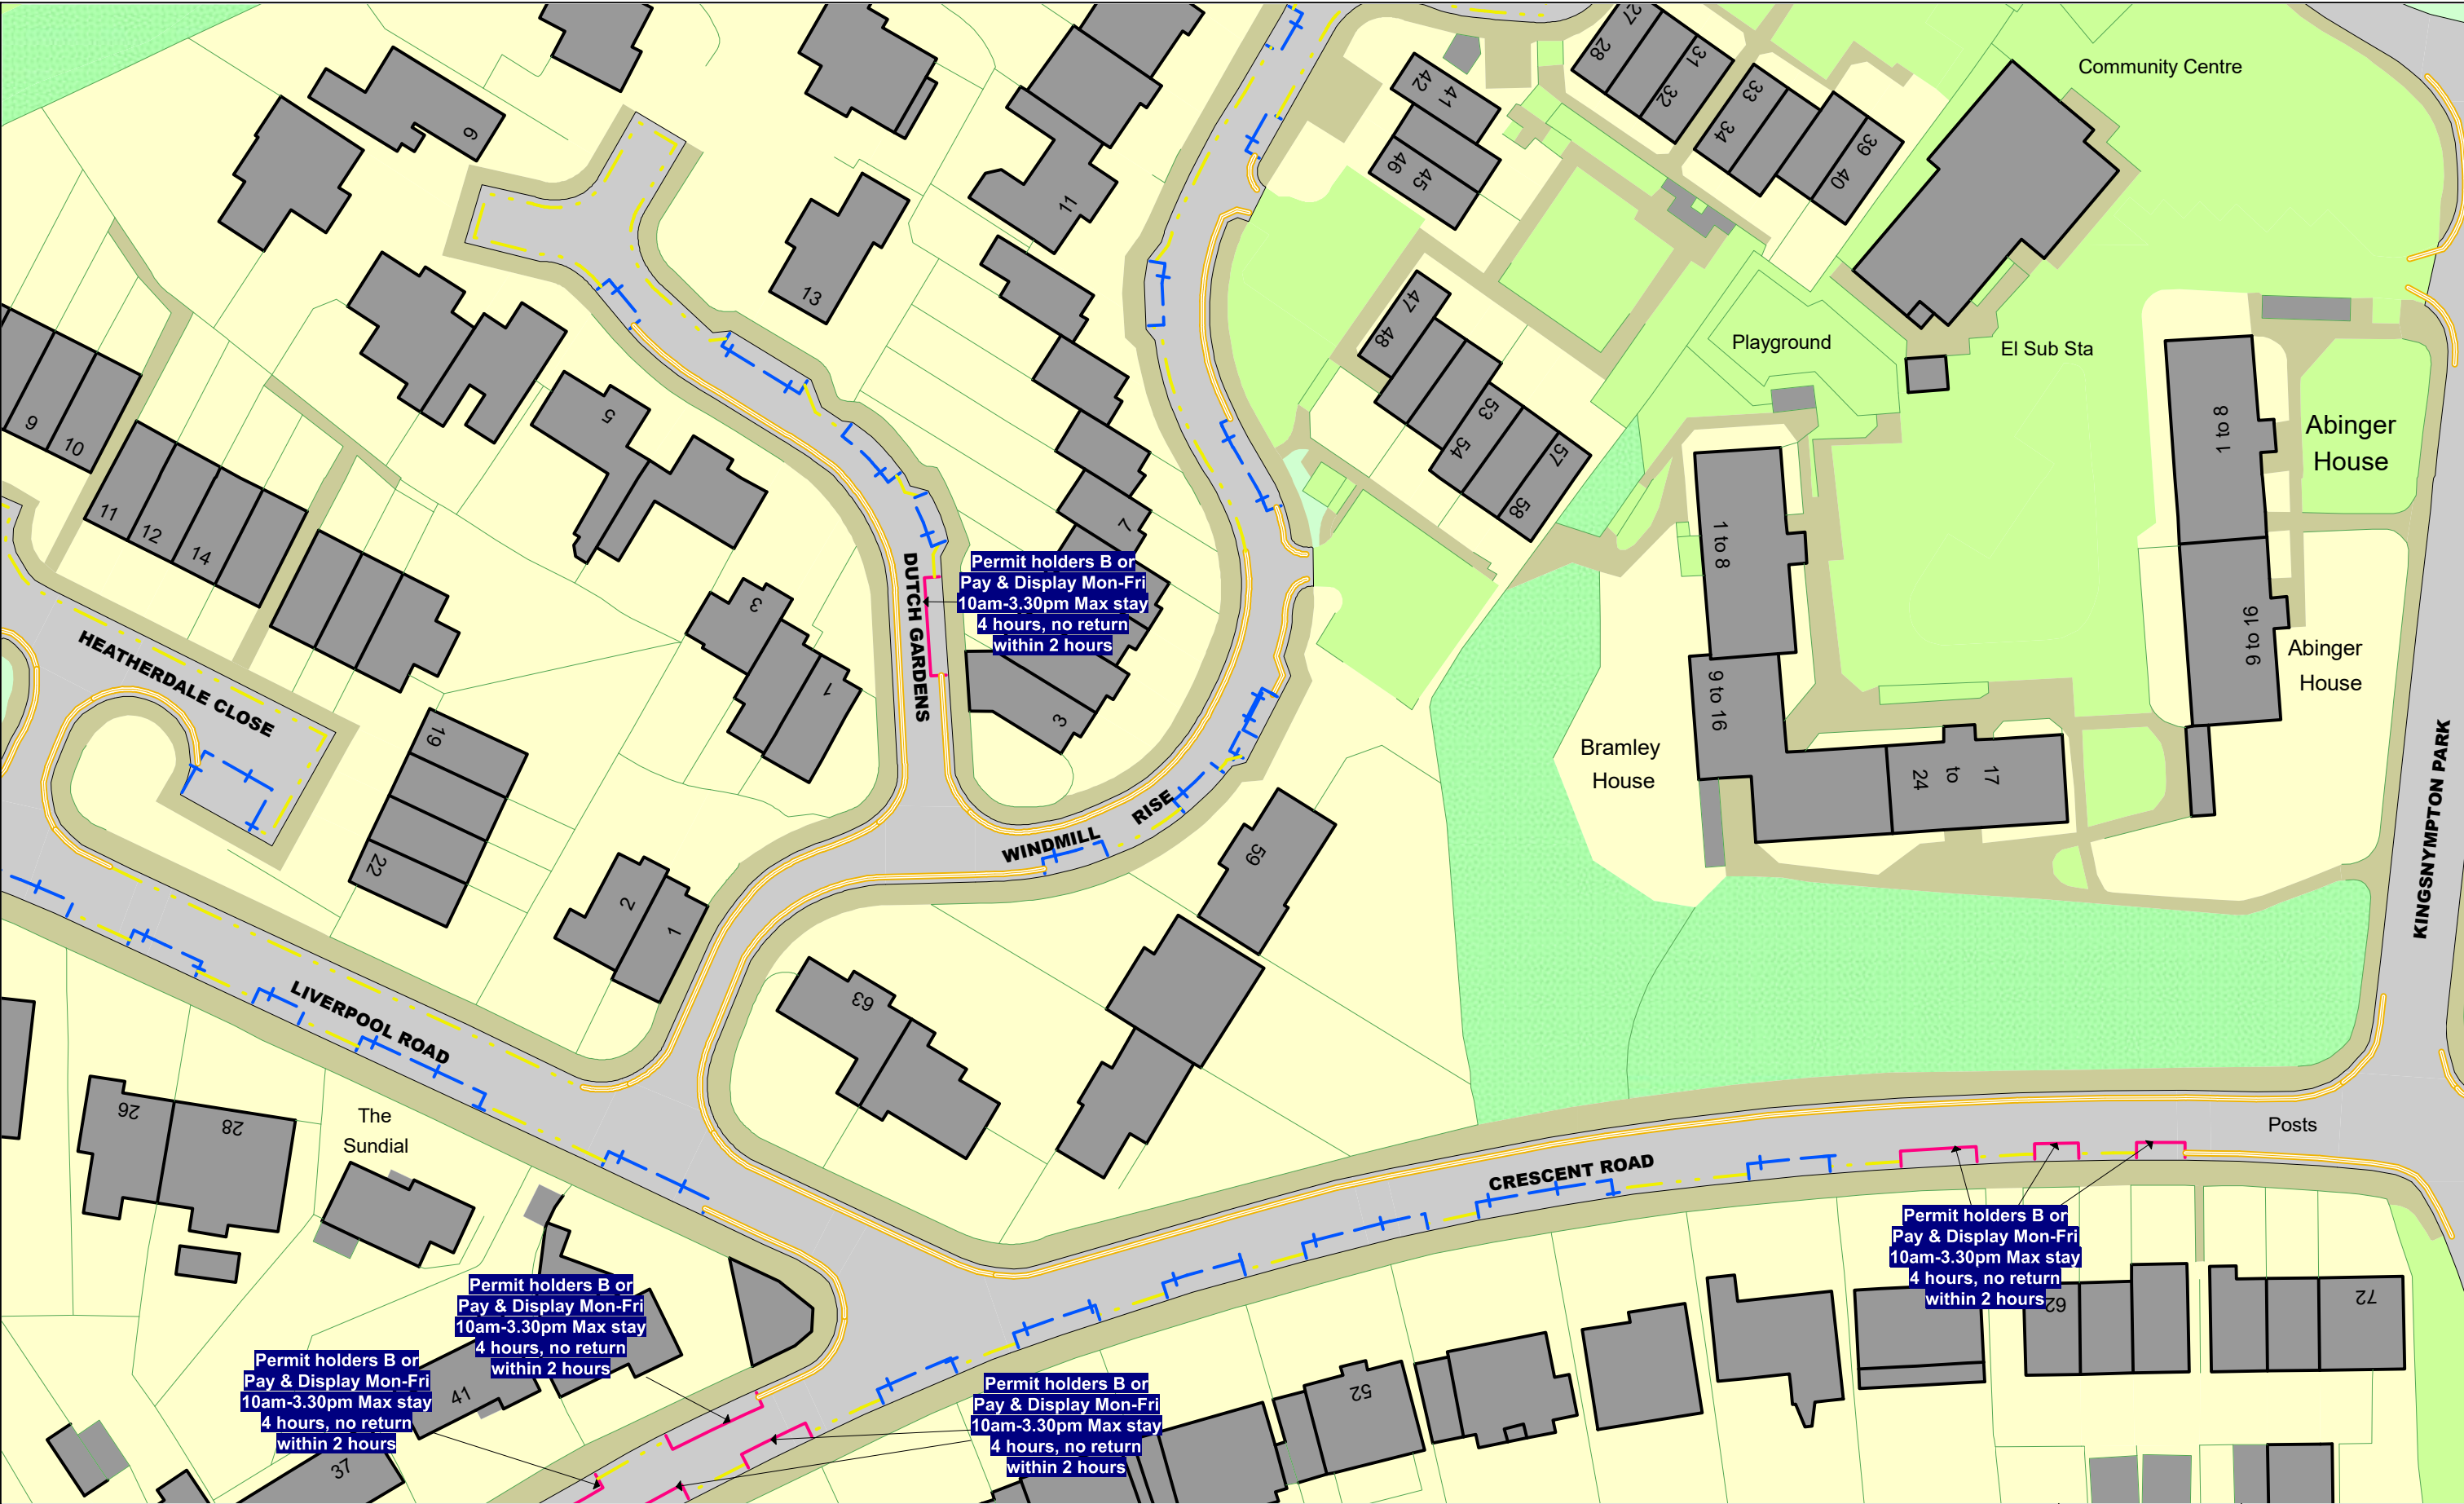 27
28
31
32
33
34
39
40
42
41
46
45
Community Centre
6
11
13
47
48
53
54
57
58
Playground
El Sub Sta
1 to 8
Abinger
House
9
10
5
11
12
14
7
1 to 8
9 to 16
Abinger
House
Permit holders B or
Pay & Display Mon-Fri
10am-3.30pm Max stay
4 hours, no return
within 2 hours
DUTCH GARDENS
3
1
3
HEATHERDALE CLOSE
19
22
9 to 16
Bramley
House
24
to
17
KINGSNYMPTON PARK
WINDMILL RISE
59
2
1
63
LIVERPOOL ROAD
26
28
The
Sundial
Posts
CRESCENT ROAD
Permit holders B or
Pay & Display Mon-Fri
10am-3.30pm Max stay
4 hours, no return
within 2 hours
62
72
Permit holders B or
Pay & Display Mon-Fri
10am-3.30pm Max stay
4 hours, no return
within 2 hours
Permit holders B or
Pay & Display Mon-Fri
10am-3.30pm Max stay
4 hours, no return
within 2 hours
41
37
Permit holders B or
Pay & Display Mon-Fri
10am-3.30pm Max stay
4 hours, no return
within 2 hours
52